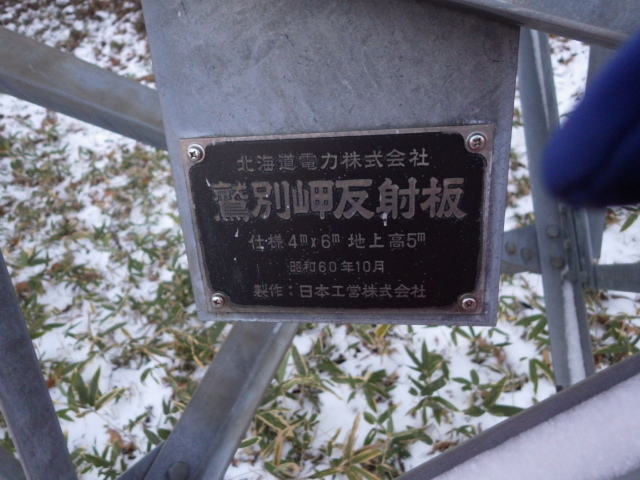 北海道電力株式会社
鷲別岬反射板
仕様4m×6m 地上高5m
昭和60年10月
製作：日本工営株式会社